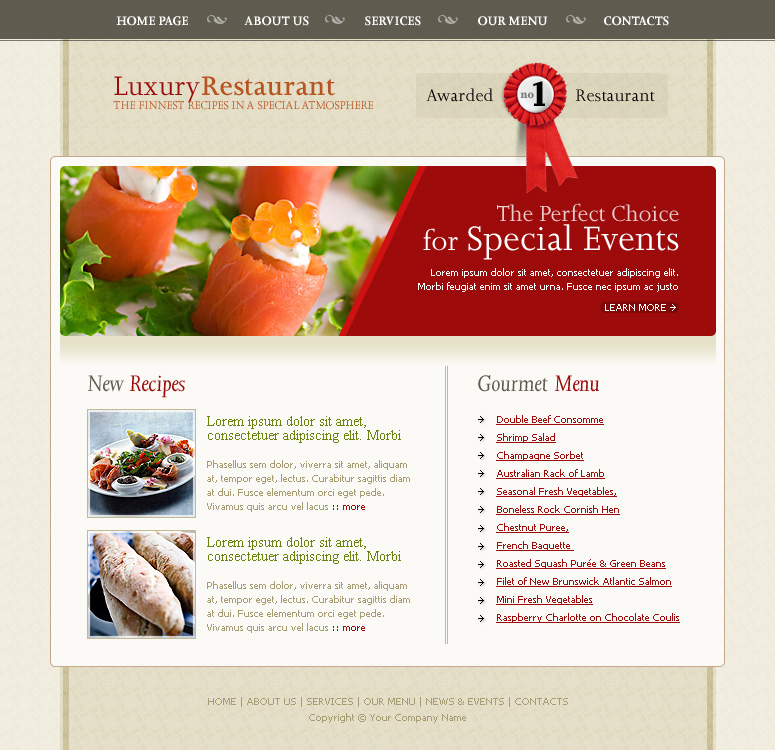 HOME PAGE ABOUT US SERVICES OUR MENU CONTACTS
LuxuryRestaurant
THE FINNEST RECIPES IN A SPECIAL ATMOSPHERE
Awarded no 1 Restaurant
The Perfect Choice
for Special Events
Lorem ipsum dolor sit amet, consectetuer adipiscing elit.
Morbi feugiat enim sit amet urna. Fusce nec ipsum ac justo
LEARN MORE →
New Recipes
Lorem ipsum dolor sit amet,
consectetuer adipiscing elit. Morbi
Phasellus sem dolor, viverra sit amet, aliquam
at, tempor eget, lectus. Curabitur sagittis diam
at dui. Fusce elementum orci eget pede.
Vivamus quis arcu vel lacus :: more
Lorem ipsum dolor sit amet,
consectetuer adipiscing elit. Morbi
Phasellus sem dolor, viverra sit amet, aliquam
at, tempor eget, lectus. Curabitur sagittis diam
at dui. Fusce elementum orci eget pede.
Vivamus quis arcu vel lacus :: more
Gourmet Menu
Double Beef Consomme
Shrimp Salad
Champagne Sorbet
Australian Rack of Lamb
Seasonal Fresh Vegetables,
Boneless Rock Cornish Hen
Chestnut Puree,
French Baguette
Roasted Squash Purée & Green Beans
Filet of New Brunswick Atlantic Salmon
Mini Fresh Vegetables
Raspberry Charlotte on Chocolate Coulis
HOME | ABOUT US | SERVICES | OUR MENU | NEWS & EVENTS | CONTACTS
Copyright © Your Company Name